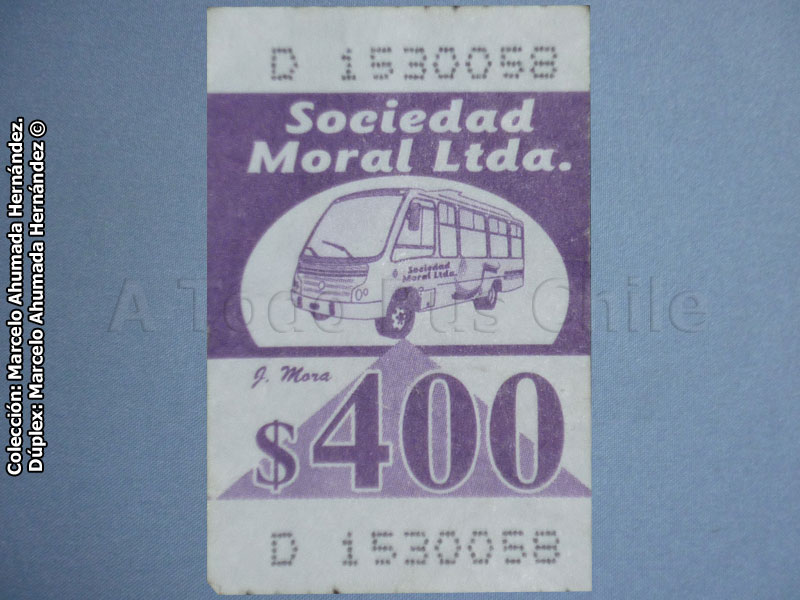 D 1530058
Sociedad
Moral Ltda.
Sociedad
Moral Ltda.
A Todo Bus Chile
J. Mora
$400
D 1530058
Colección: Marcelo Ahumada Hernández.
Dúplex: Marcelo Ahumada Hernández ©